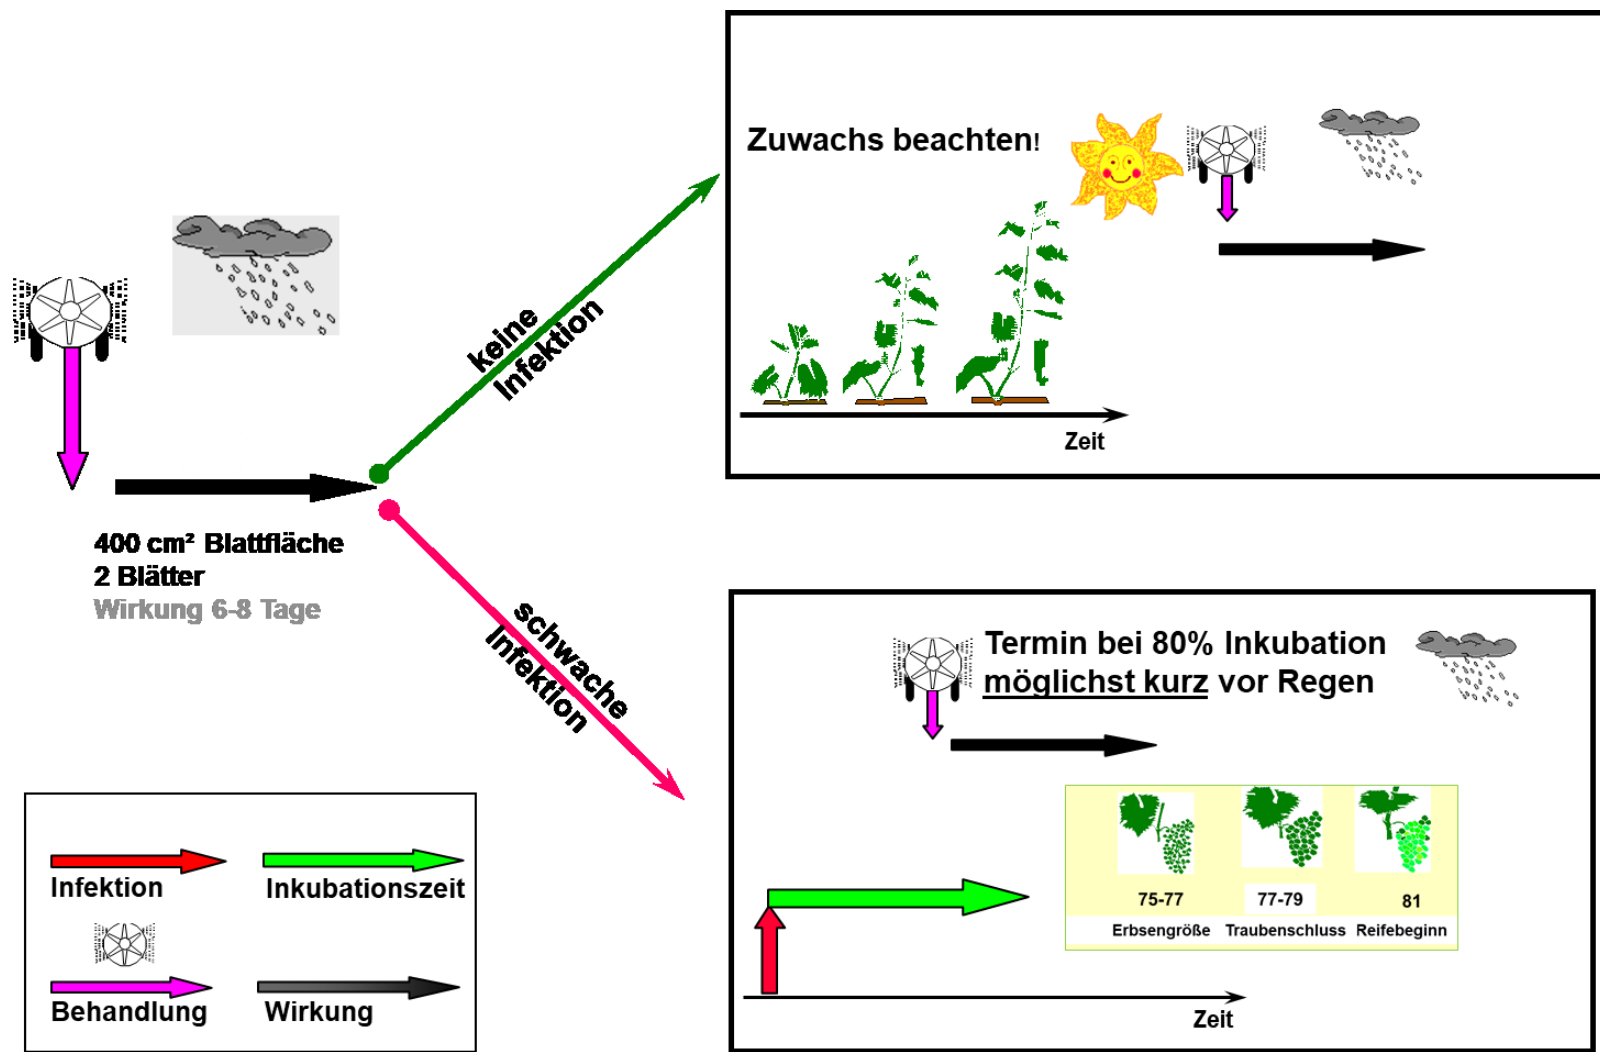 Zuwachs beachten!
Zeit
keine
Infektion
400 cm² Blattfläche
2 Blätter
Wirkung 6-8 Tage
schwache
Infektion
Termin bei 80% Inkubation
möglichst kurz vor Regen
75-77
77-79
81
Erbsengröße
Traubenschluss
Reifebeginn
Zeit
Infektion
Inkubationszeit
Behandlung
Wirkung